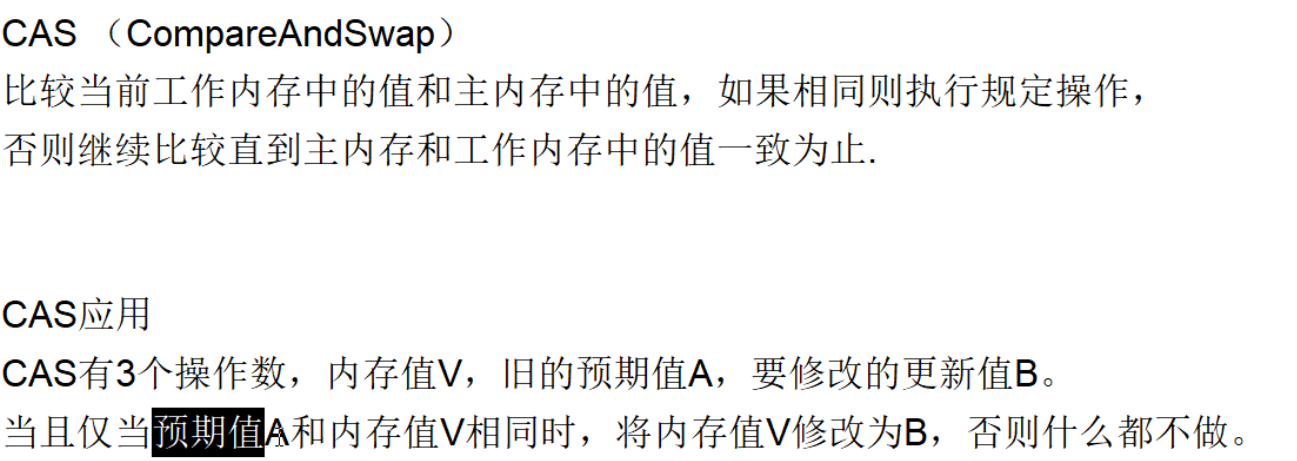 CAS （CompareAndSwap）
比较当前工作内存中的值和主内存中的值，如果相同则执行规定操作，
否则继续比较直到主内存和工作内存中的值一致为止.
CAS应用
CAS有3个操作数，内存值V，旧的预期值A，要修改的更新值B。
当且仅当预期值A和内存值V相同时，将内存值V修改为B，否则什么都不做。